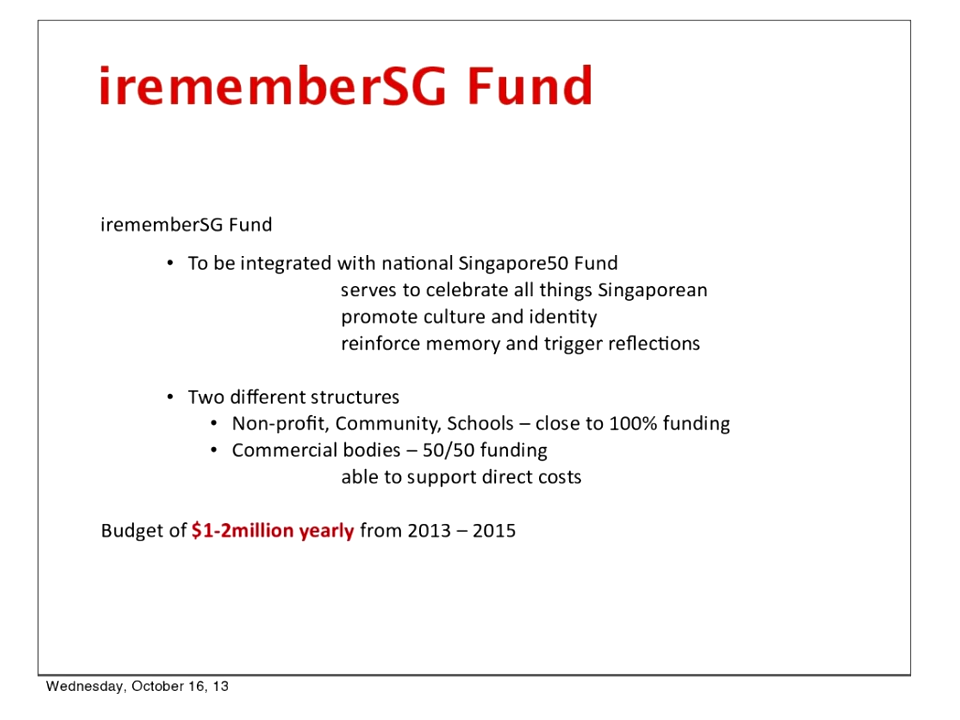 irememberSG Fund
irememberSG Fund
• To be integrated with national Singapore50 Fund
serves to celebrate all things Singaporean
promote culture and identity
reinforce memory and trigger reflections
• Two different structures
• Non-profit, Community, Schools – close to 100% funding
• Commercial bodies – 50/50 funding
able to support direct costs
Budget of $1-2million yearly from 2013 – 2015
Wednesday, October 16, 13